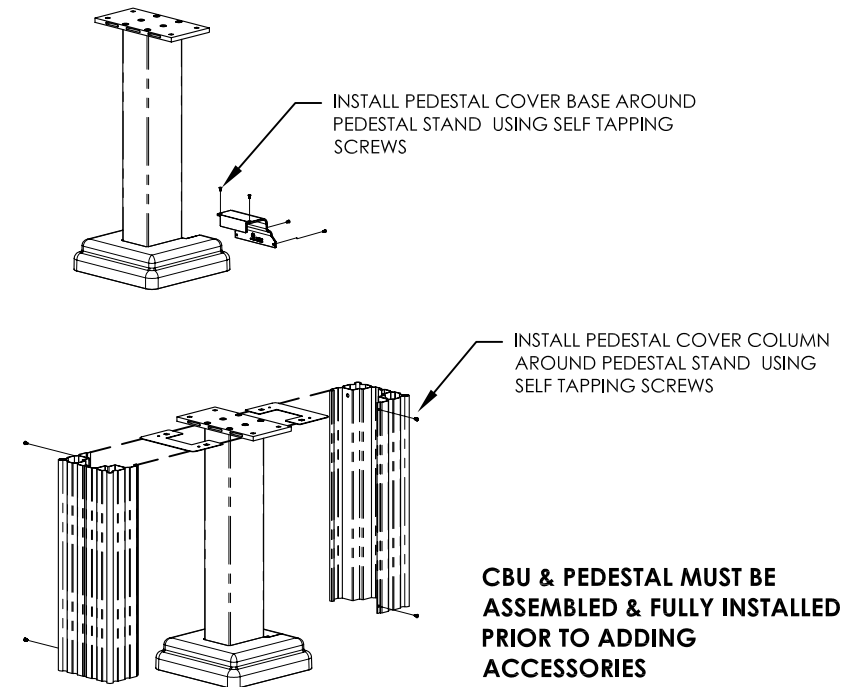 INSTALL PEDESTAL COVER BASE AROUND
PEDESTAL STAND USING SELF TAPPING
SCREWS
INSTALL PEDESTAL COVER COLUMN
AROUND PEDESTAL STAND USING
SELF TAPPING SCREWS
CBU & PEDESTAL MUST BE
ASSEMBLED & FULLY INSTALLED
PRIOR TO ADDING
ACCESSORIES